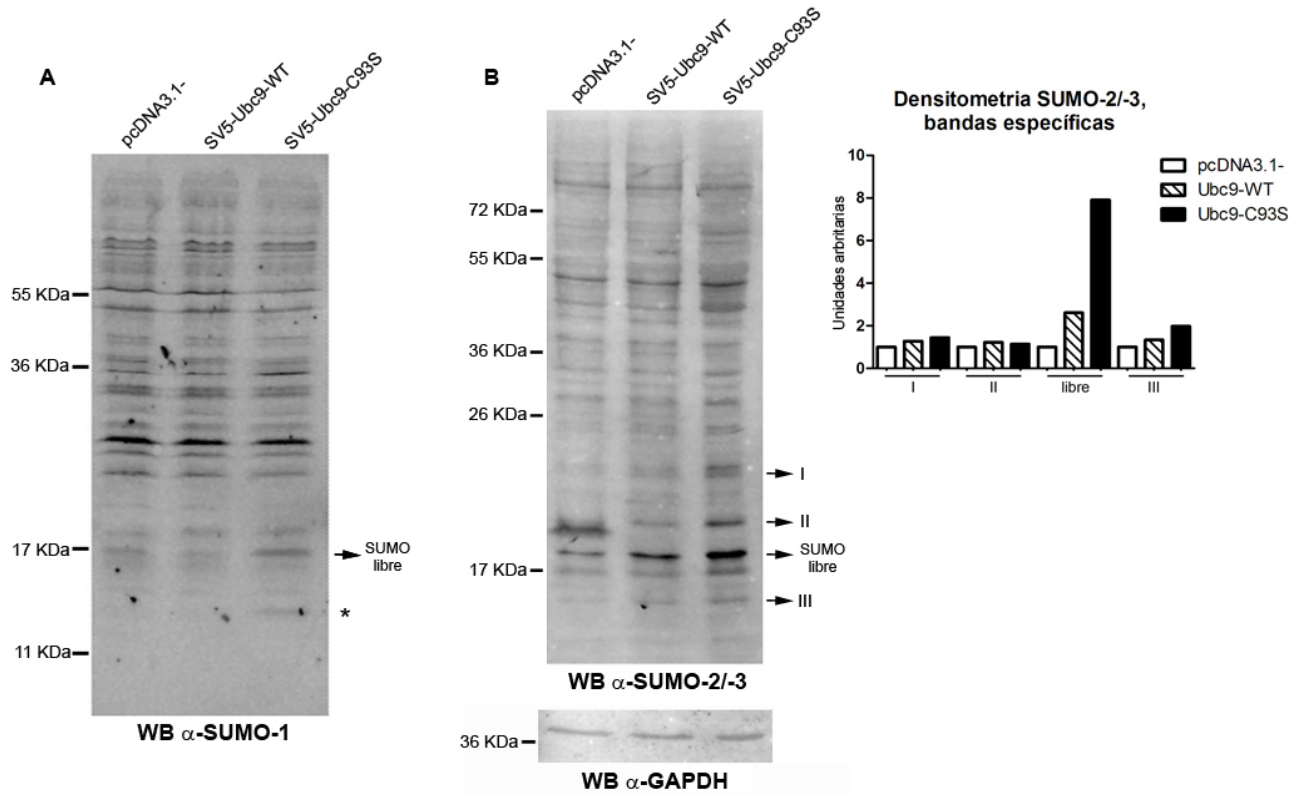 A
pcDNA3.1-
SV5-Ubc9-WT
SV5-Ubc9-C93S
55 KDa
36 KDa
17 KDa
11 KDa
SUMO
libre
*
WB α-SUMO-1
B
pcDNA3.1-
SV5-Ubc9-WT
SV5-Ubc9-C93S
72 KDa
55 KDa
36 KDa
26 KDa
17 KDa
I
II
SUMO
libre
III
WB α-SUMO-2/-3
36 KDa
WB α-GAPDH
Densitometria SUMO-2/-3,
bandas específicas
Unidades arbritarias
10
8
6
4
2
0
I
II
libre
III
pcDNA3.1-
Ubc9-WT
Ubc9-C93S